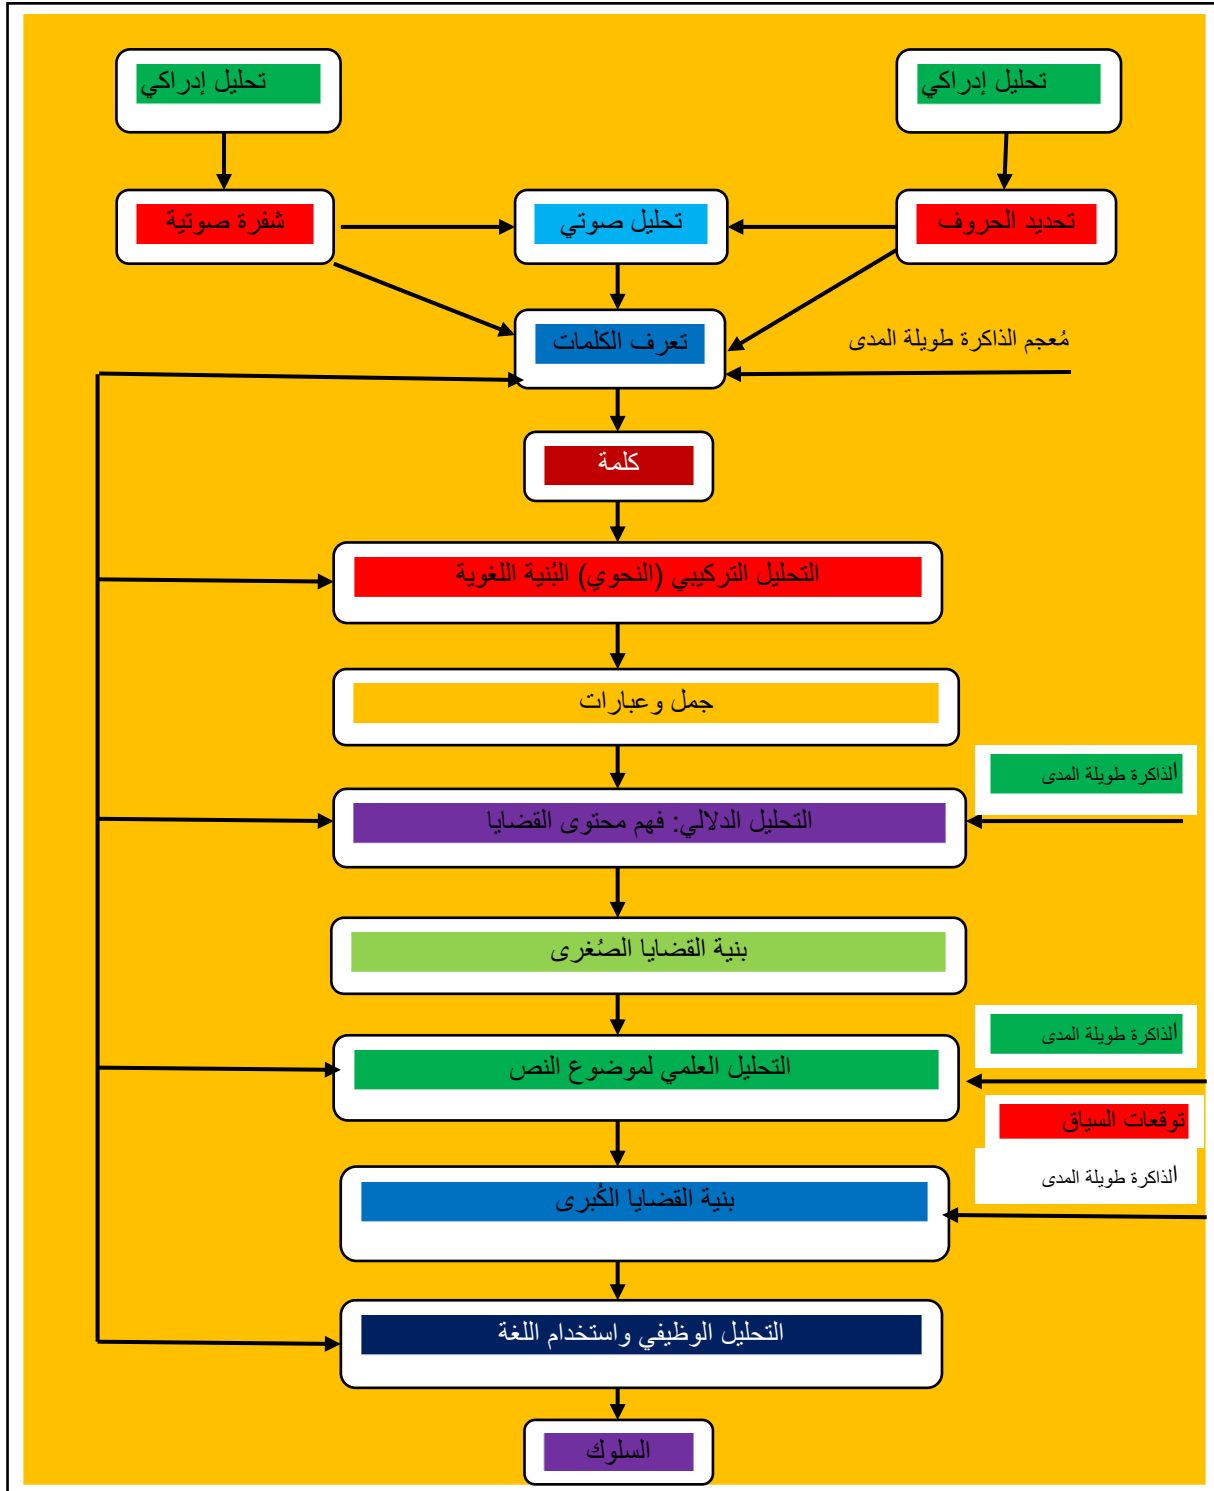 تحليل إدراكي
تحليل إدراكي
تحديد الحروف
تحليل صوتي
شفرة صوتية
تعرف الكلمات
مُعجم الذاكرة طويلة المدى
كلمة
التحليل التركيبي (النحوي) البُنية اللغوية
جمل وعبارات
الذاكرة طويلة المدى
التحليل الدلالي: فهم محتوى القضايا
بنية القضايا الصُغرى
الذاكرة طويلة المدى
التحليل العلمي لموضوع النص
توقعات السياق
الذاكرة طويلة المدى
بنية القضايا الكُبرى
التحليل الوظيفي واستخدام اللغة
السلوك